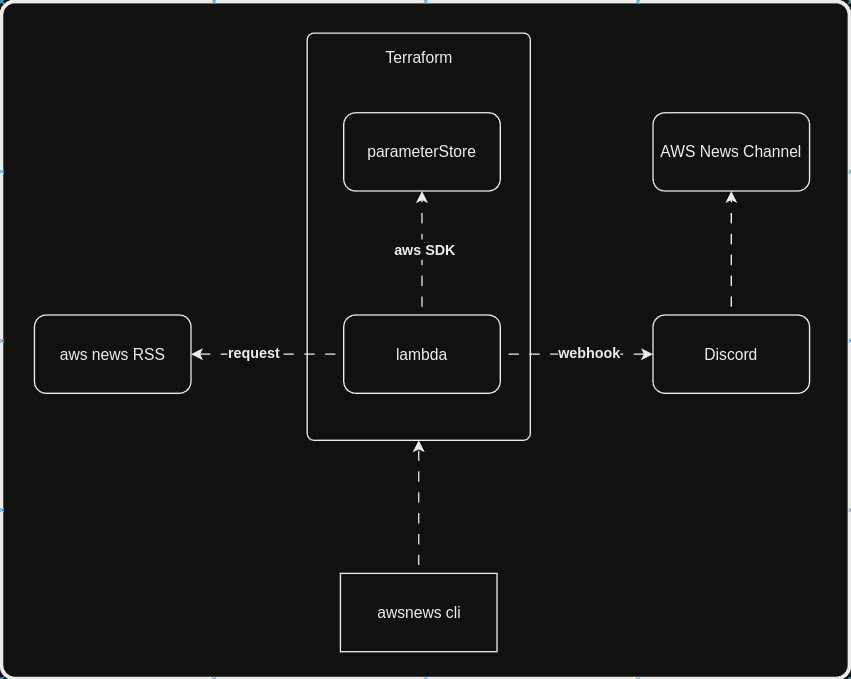 Terraform
parameterStore
AWS News Channel
aws SDK
aws news RSS
request
lambda
webhook
Discord
awsnews cli